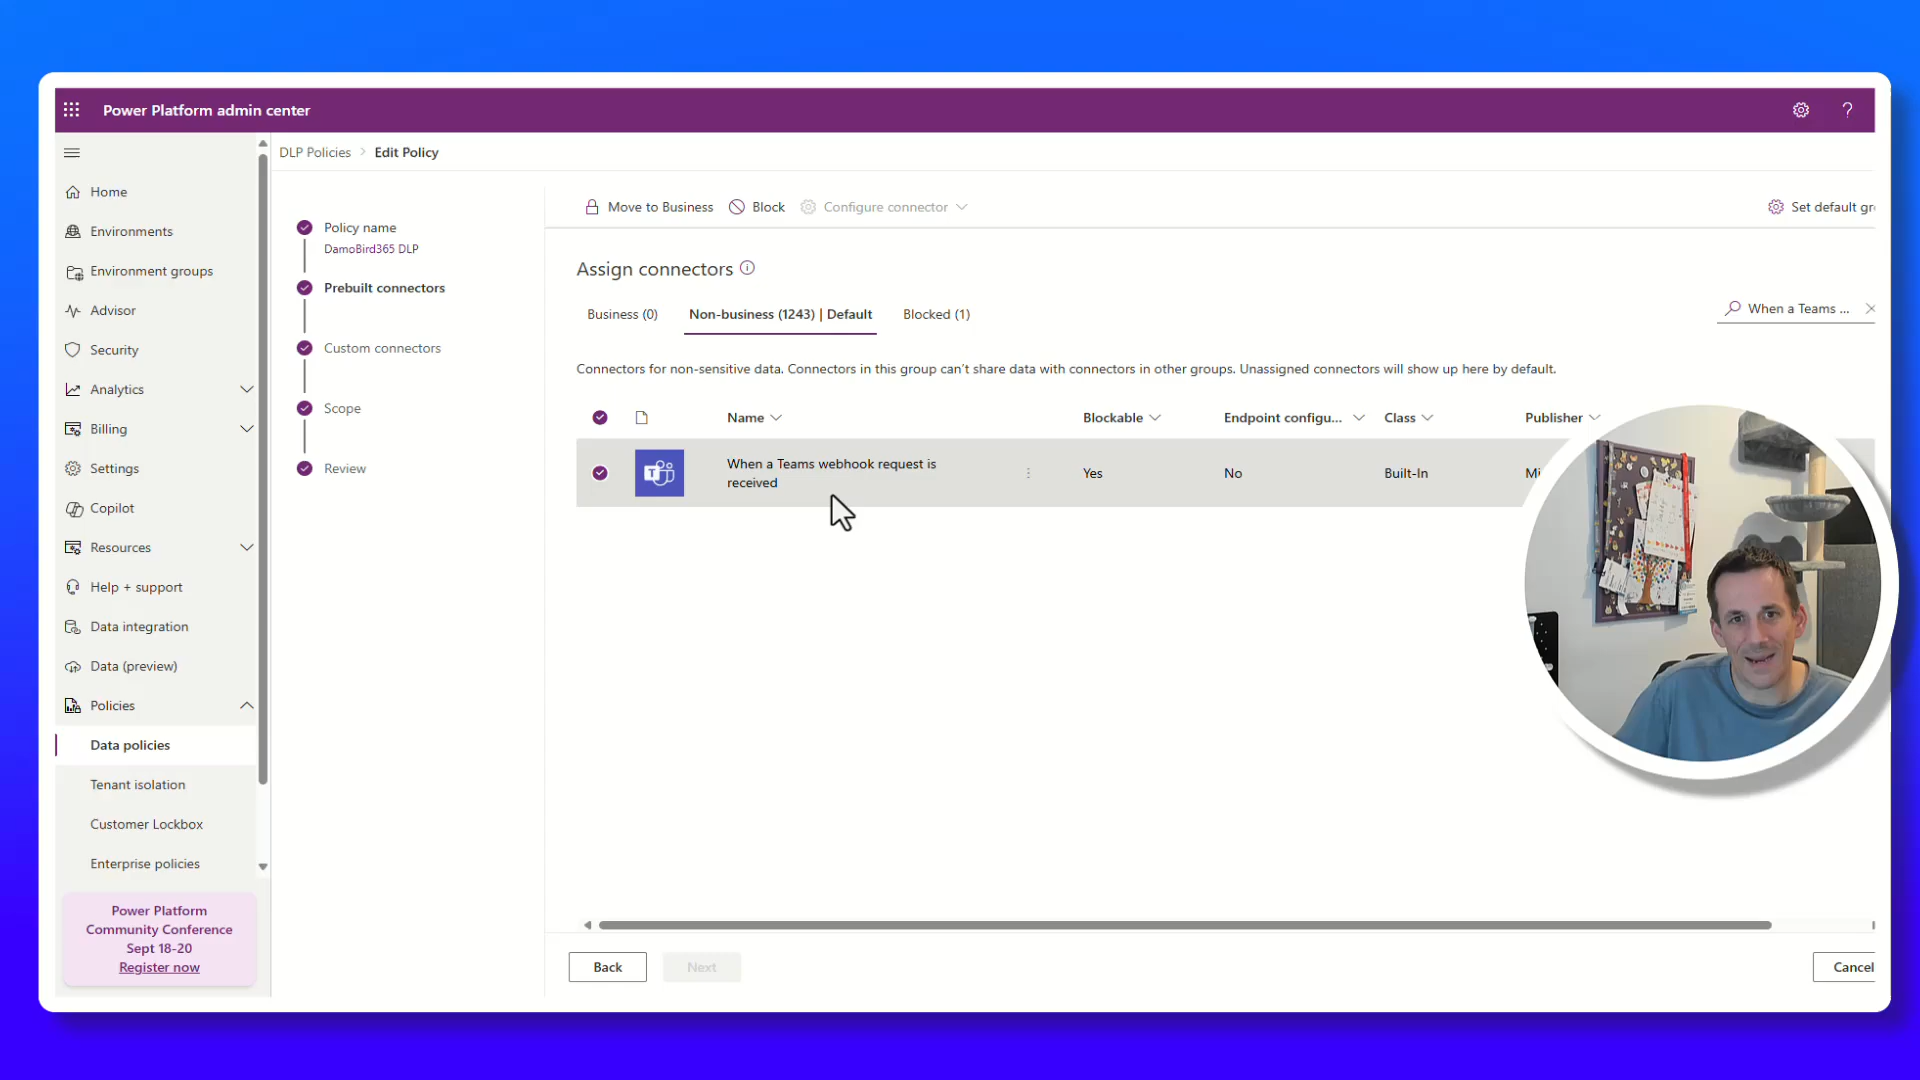 Power Platform admin center
DLP Policies > Edit Policy
Home
Environments
Environment groups
Advisor
Security
Analytics
Billing
Settings
Copilot
Resources
Help + support
Data integration
Data (preview)
Policies
Data policies
Tenant isolation
Customer Lockbox
Enterprise policies
Power Platform
Community Conference
Sept 18-20
Register now
Policy name
DamoBird365 DLP
Prebuilt connectors
Custom connectors
Scope
Review
Move to Business Block Configure connector
Set default gr
Assign connectors
Business (0) Non-business (1243) | Default Blocked (1)
When a Teams ...
Connectors for non-sensitive data. Connectors in this group can't share data with connectors in other groups. Unassigned connectors will show up here by default.
Name Blockable Endpoint configu... Class Publisher
When a Teams webhook request is
received
Yes No Built-In Mi
Back Next
Cancel